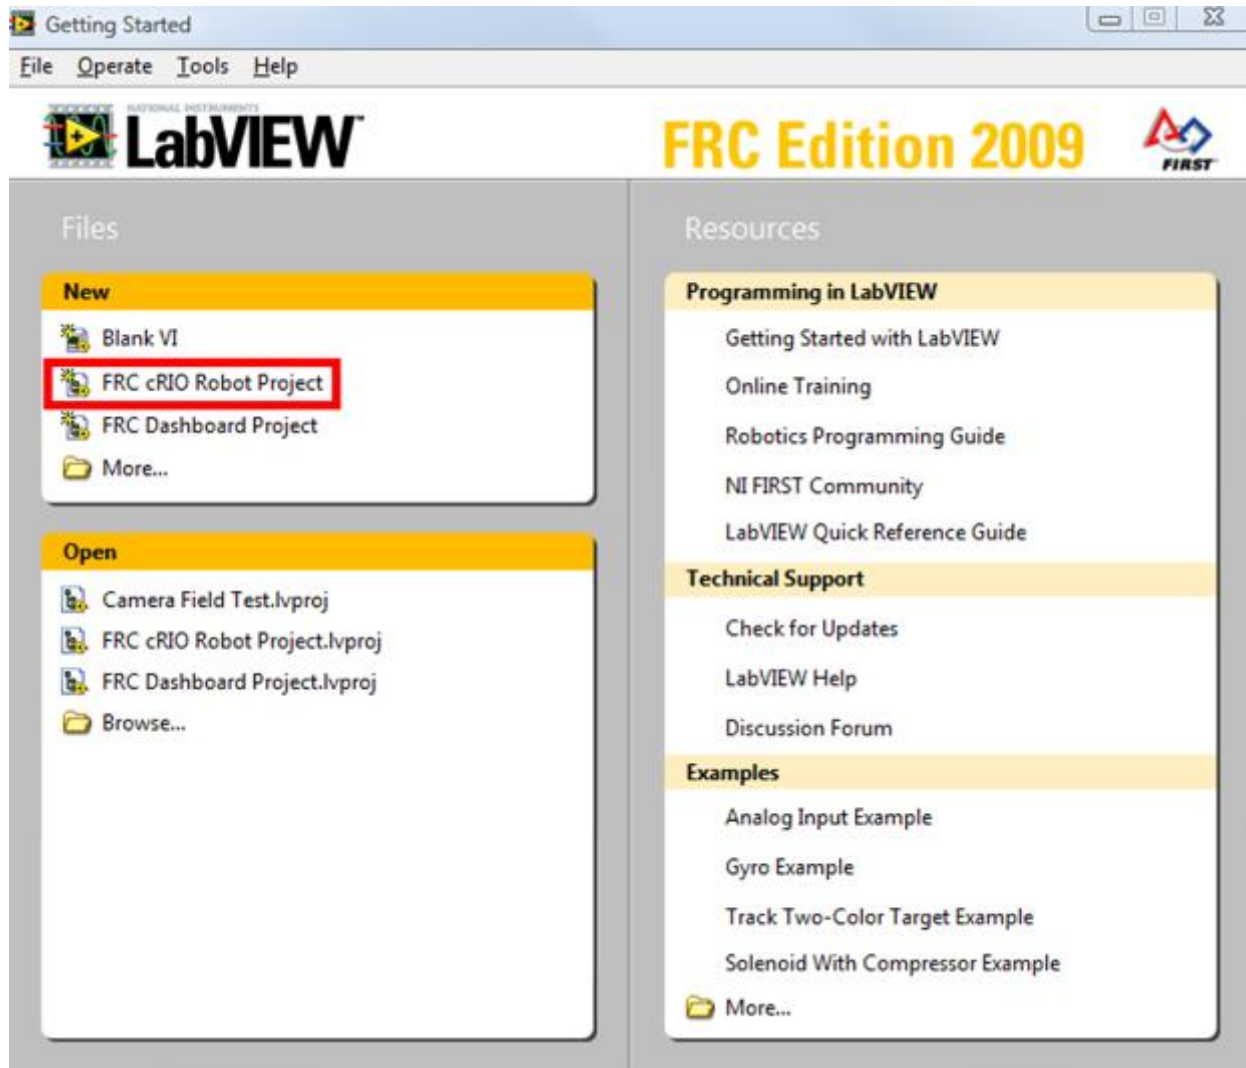 Getting Started
File Operate Tools Help
NATIONAL INSTRUMENTS
LabVIEW™
FRC Edition 2009
FIRST
Files
New
Blank VI
FRC cRIO Robot Project
FRC Dashboard Project
More...
Open
Camera Field Test.lvproj
FRC cRIO Robot Project.lvproj
FRC Dashboard Project.lvproj
Browse...
Resources
Programming in LabVIEW
Getting Started with LabVIEW
Online Training
Robotics Programming Guide
NI FIRST Community
LabVIEW Quick Reference Guide
Technical Support
Check for Updates
LabVIEW Help
Discussion Forum
Examples
Analog Input Example
Gyro Example
Track Two-Color Target Example
Solenoid With Compressor Example
More...